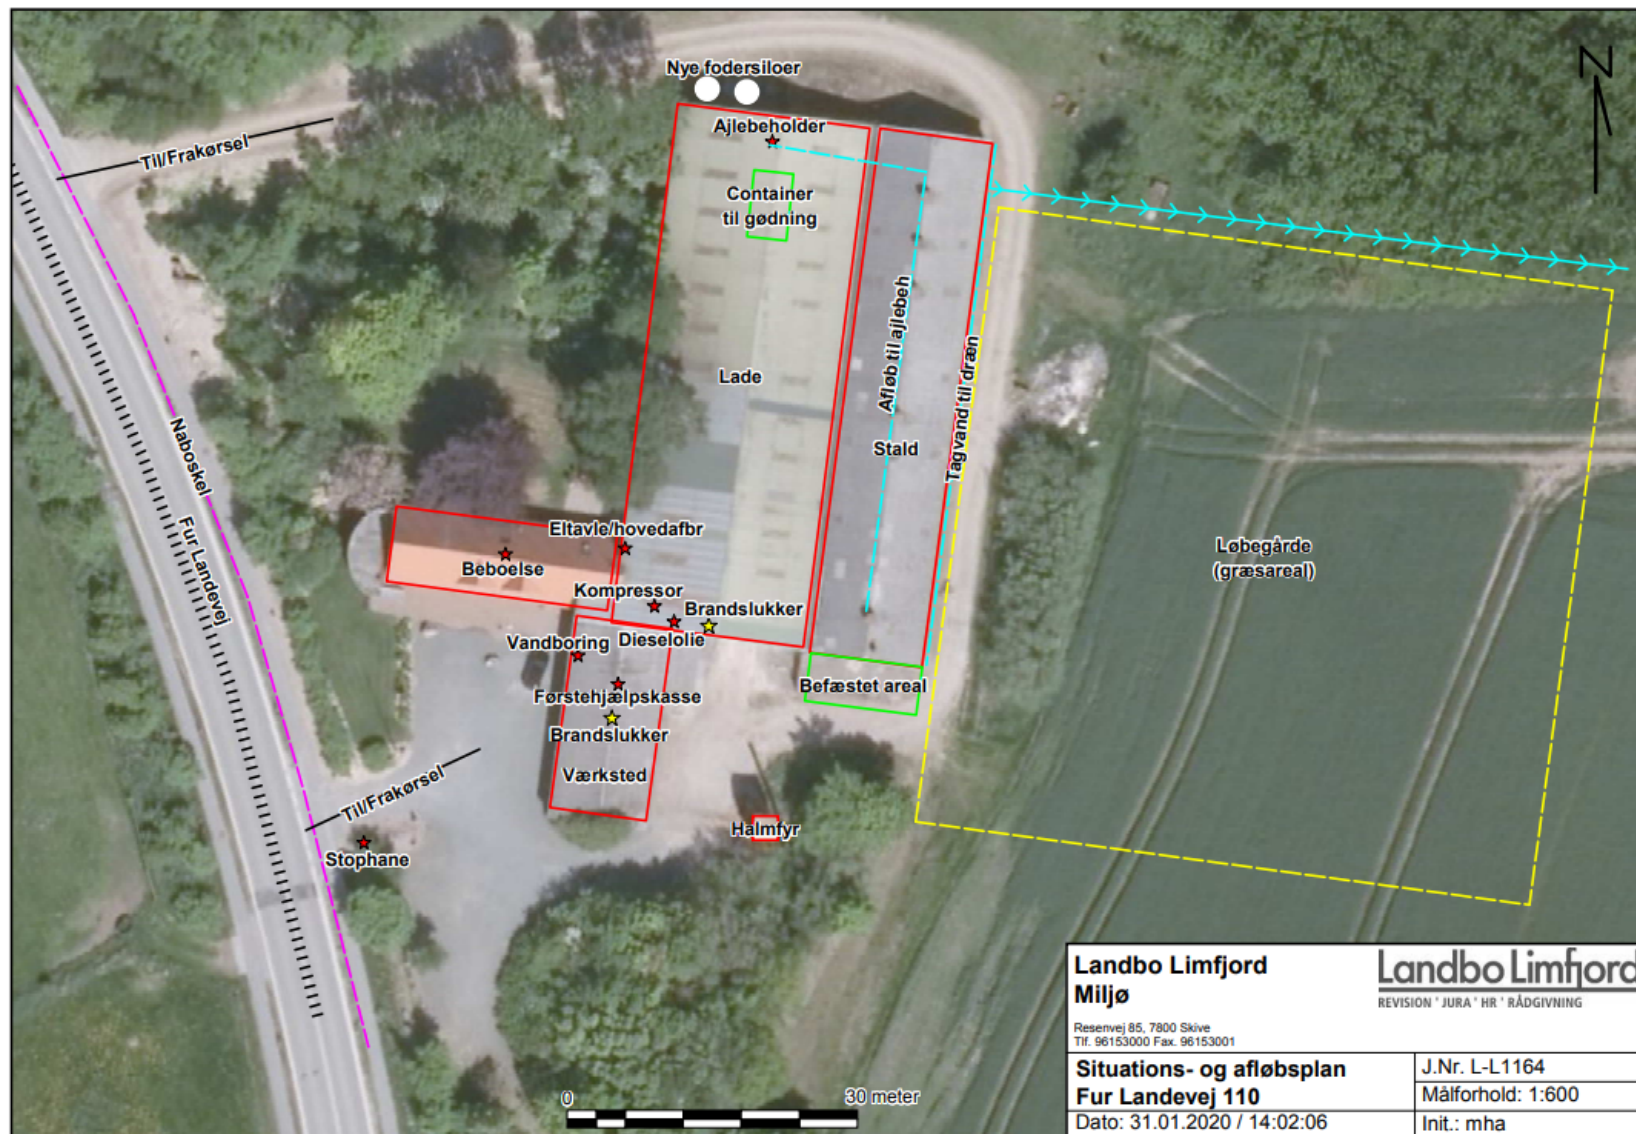 Nye fodersiloer
N
Ajlebeholder
Til/Frakørsel
Container
til gødning
Afløb til ajlebeh
Tagvand til dræn
Lade
Stald
Naboskel
Fur Landevej
Eltavle/hovedafbr
Beboelse
Løbegårde
(græsareal)
Kompressor
Brandslukker
Dieselolie
Vandboring
Befæstet areal
Førstehjælpskasse
Brandslukker
Værksted
Til/Frakørsel
Halmfyr
Stophane
0 30 meter
Landbo Limfjord
Miljø
Resenvej 85, 7800 Skive
Tlf. 96153000 Fax. 96153001
Landbo Limfjord
REVISION ' JURA ' HR ' RÅDGIVNING
Situations- og afløbsplan
Fur Landevej 110
Dato: 31.01.2020 / 14:02:06
J.Nr. L-L1164
Målforhold: 1:600
Init.: mha